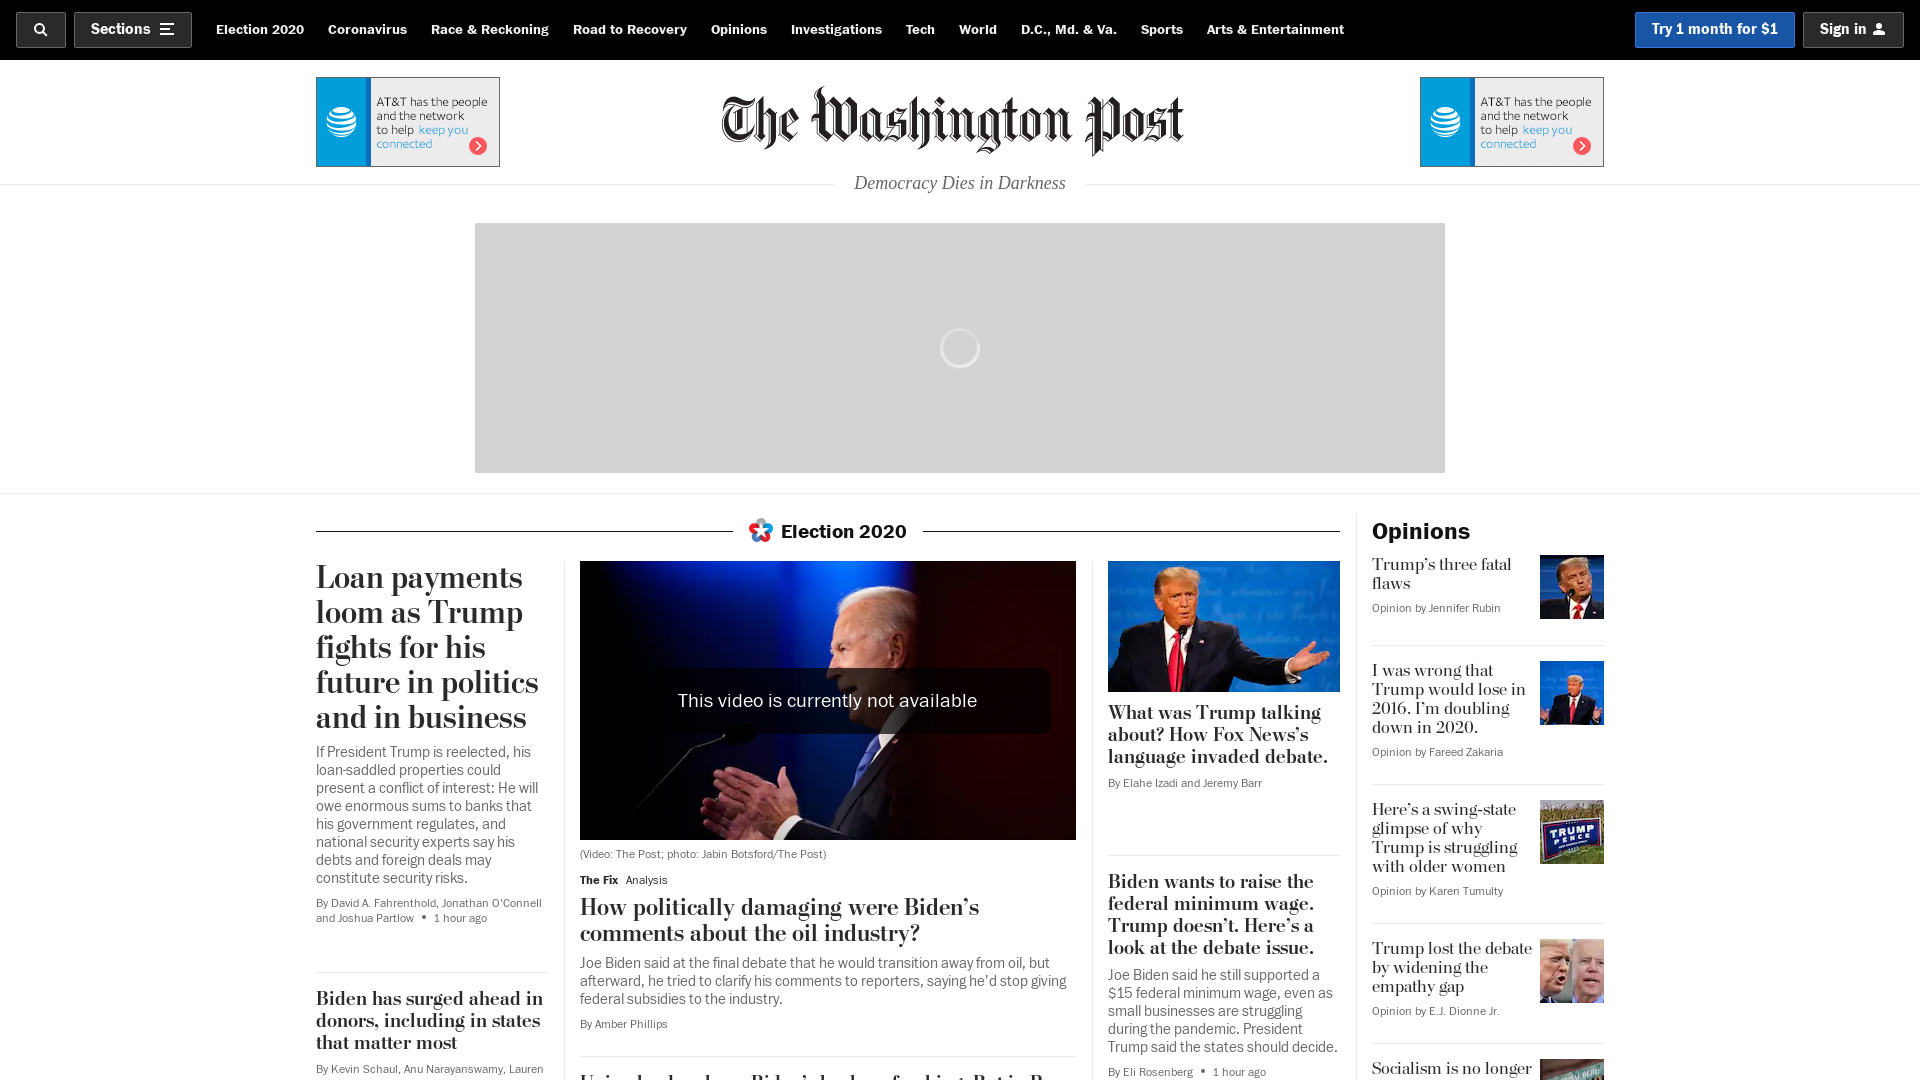 Sections
Election 2020
Coronavirus
Race & Reckoning
Road to Recovery
Opinions
Investigations
Tech
World
D.C., Md. & Va.
Sports
Arts & Entertainment
Try 1 month for $1
Sign in
AT&T has the people
and the network
to help keep you
connected
The Washington Post
AT&T has the people
and the network
to help keep you
connected
Democracy Dies in Darkness
Election 2020
Loan payments
loom as Trump
fights for his
future in politics
and in business
If President Trump is reelected, his
loan-saddled properties could
present a conflict of interest: He will
owe enormous sums to banks that
his government regulates, and
national security experts say his
debts and foreign deals may
constitute security risks.
By David A. Fahrenthold, Jonathan O'Connell
and Joshua Partlow • 1 hour ago
Biden has surged ahead in
donors, including in states
that matter most
By Kevin Schaul, Anu Narayanswamy, Lauren
This video is currently not available
(Video: The Post; photo: Jabin Botsford/The Post)
The Fix Analysis
How politically damaging were Biden’s
comments about the oil industry?
Joe Biden said at the final debate that he would transition away from oil, but
afterward, he tried to clarify his comments to reporters, saying he’d stop giving
federal subsidies to the industry.
By Amber Phillips
What was Trump talking
about? How Fox News’s
language invaded debate.
By Elahe Izadi and Jeremy Barr
Biden wants to raise the
federal minimum wage.
Trump doesn’t. Here’s a
look at the debate issue.
Joe Biden said he still supported a
$15 federal minimum wage, even as
small businesses are struggling
during the pandemic. President
Trump said the states should decide.
By Eli Rosenberg • 1 hour ago
Opinions
Trump’s three fatal
flaws
Opinion by Jennifer Rubin
I was wrong that
Trump would lose in
2016. I’m doubling
down in 2020.
Opinion by Fareed Zakaria
Here’s a swing-state
glimpse of why
Trump is struggling
with older women
Opinion by Karen Tumulty
TRUMP
PENCE
Trump lost the debate
by widening the
empathy gap
Opinion by E.J. Dionne Jr.
Socialism is no longer